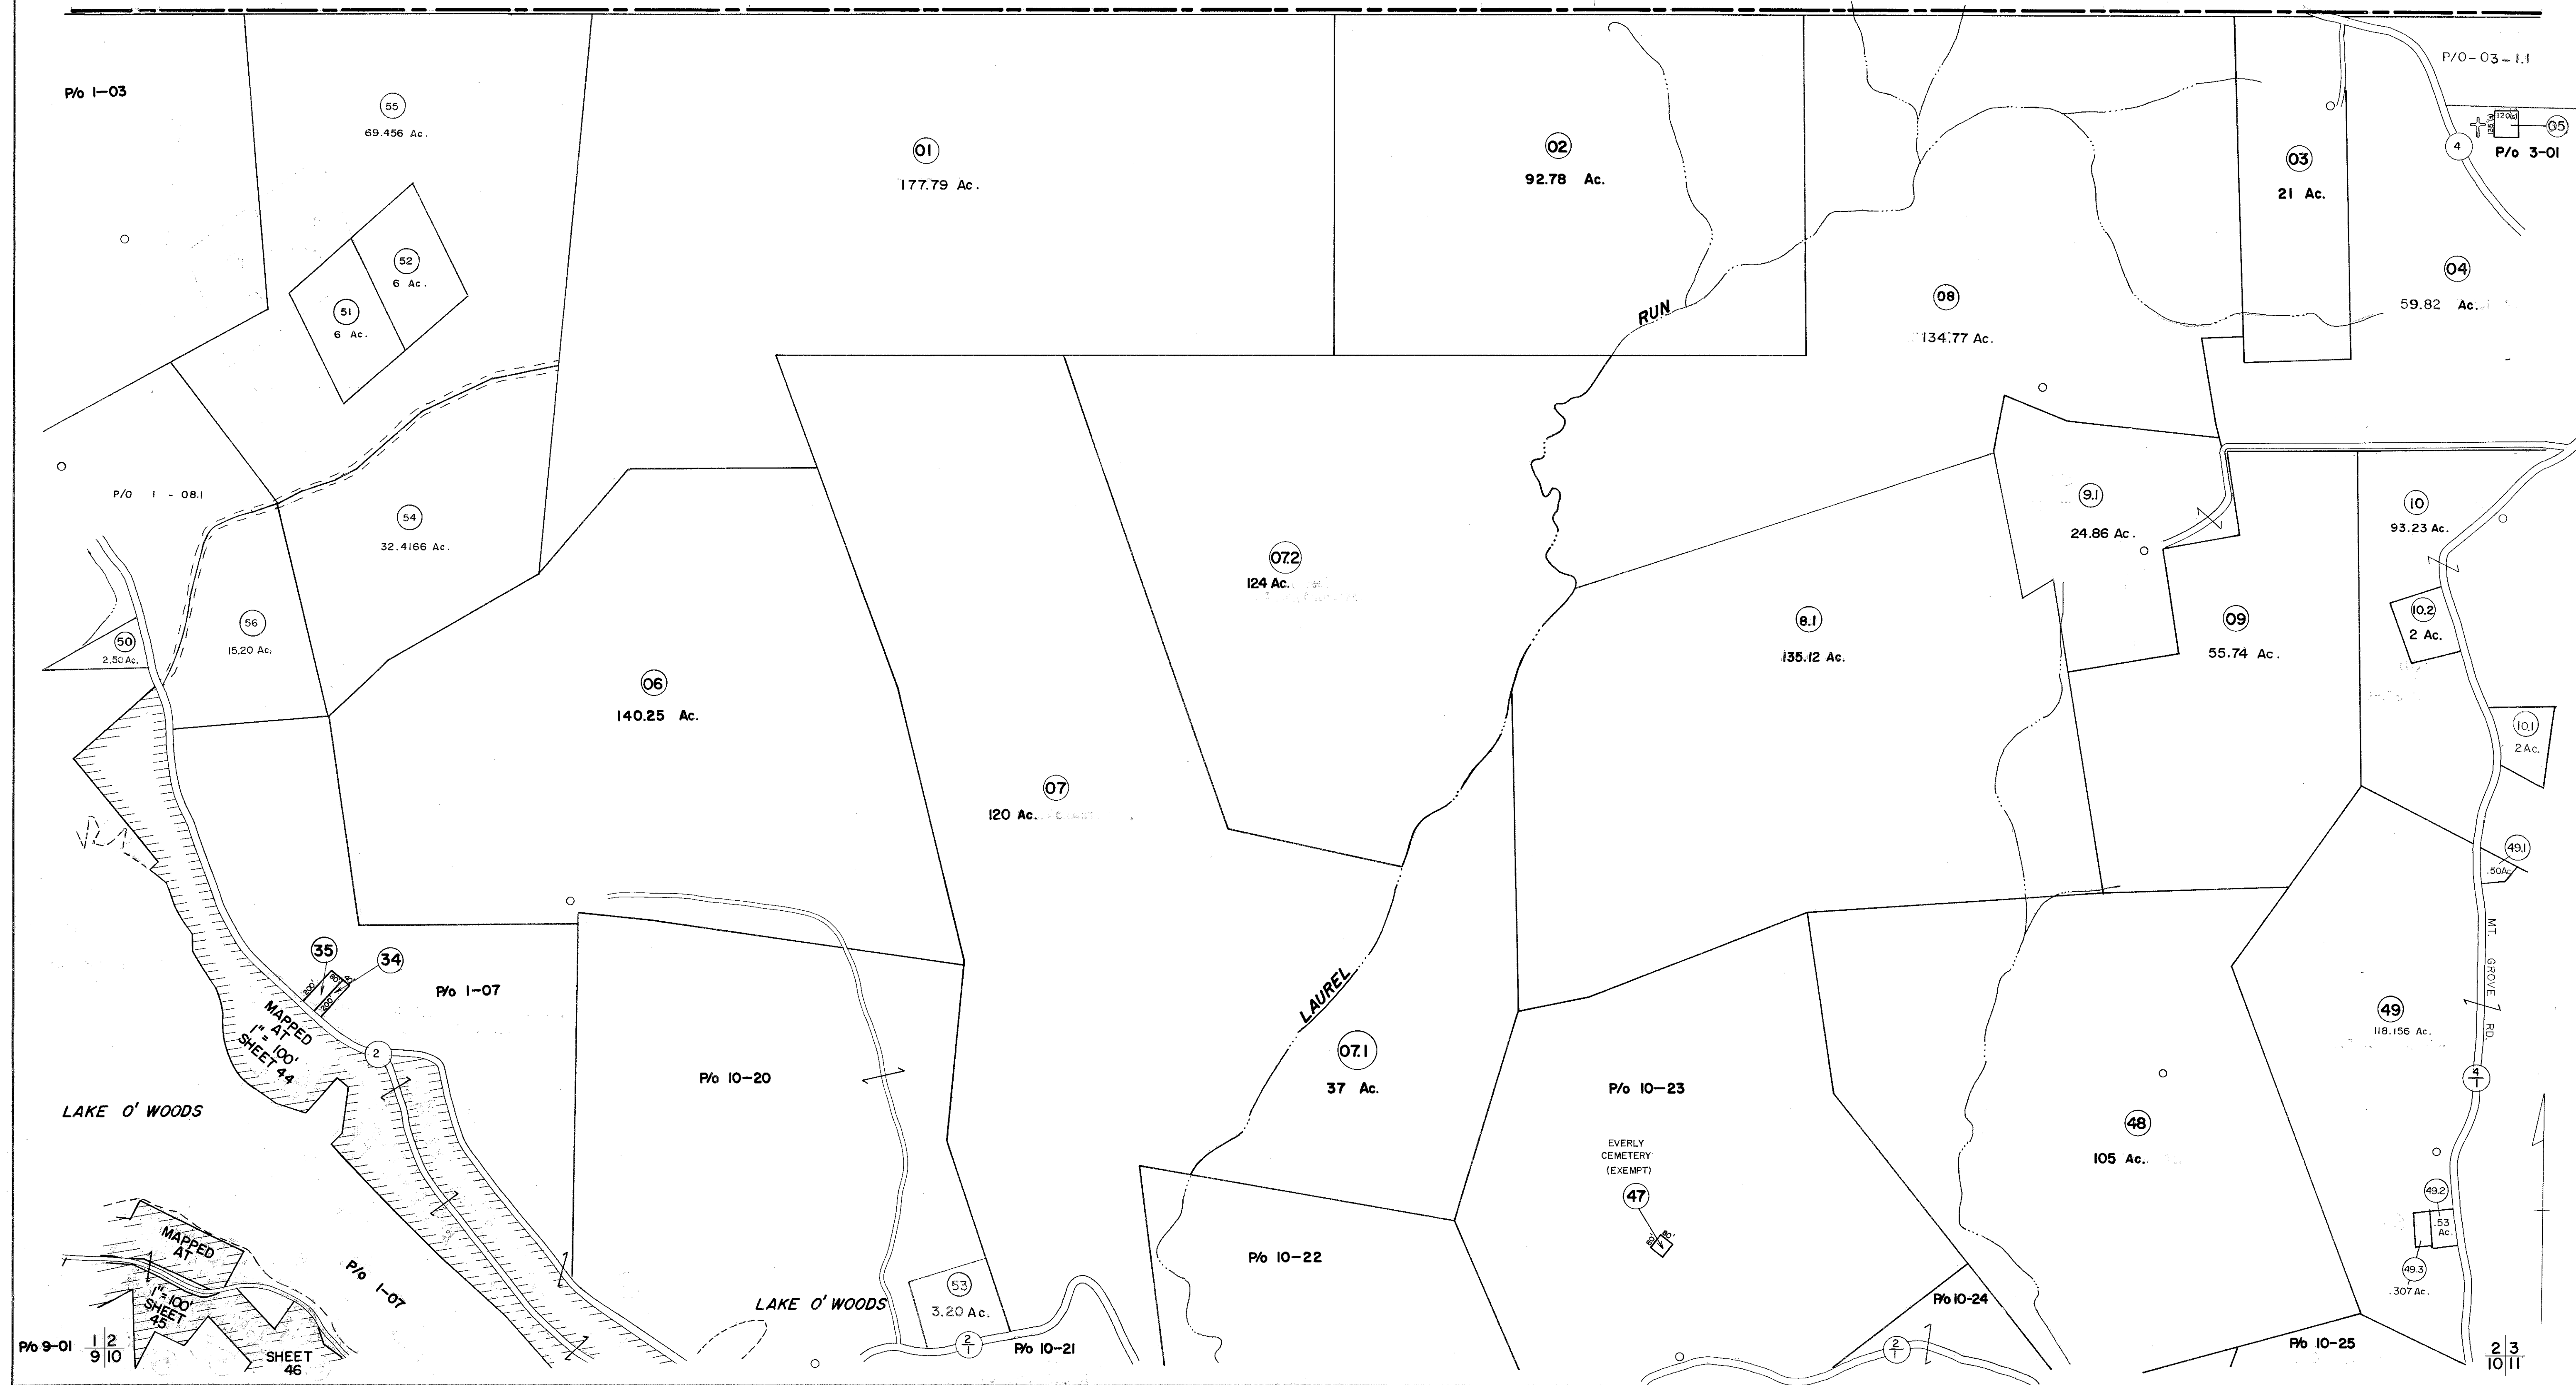 P/o 1-03
55
69.456 Ac.
52
6 Ac.
51
6 Ac.
01
177.79 Ac.
02
92.78 Ac.
RUN
08
134.77 Ac.
03
21 Ac.
04
59.82 Ac.
P/O-03-1.1
120(s)
05
4
P/o 3-01
P/O 1 - 08.1
54
32.4166 Ac.
56
15.20 Ac.
50
2.50 Ac.
06
140.25 Ac.
07
120 Ac.
07.2
124 Ac.
8.1
135.12 Ac.
9.1
24.86 Ac.
09
55.74 Ac.
10
93.23 Ac.
10.2
2 Ac.
10.1
2 Ac.
49.1
.50Ac.
MT. GROVE RD.
49
118.156 Ac.
4
1
35
34
200'
80'
40'
200'
P/o 1-07
MAPPED
AT
1" = 100'
SHEET 44
2
LAKE O' WOODS
P/o 10-20
LAUREL
07.1
37 Ac.
P/o 10-23
EVERLY
CEMETERY
(EXEMPT)
47
80'
80'
48
105 Ac.
49.2
.53
Ac.
49.3
.307 Ac.
MAPPED
AT
1"=100'
SHEET
45
P/o 1-07
SHEET
46
P/o 9-01
1 2
9 10
LAKE O' WOODS
53
3.20 Ac.
2
1
P/o 10-21
P/o 10-22
P/o 10-24
2
1
P/o 10-25
2 3
10 11